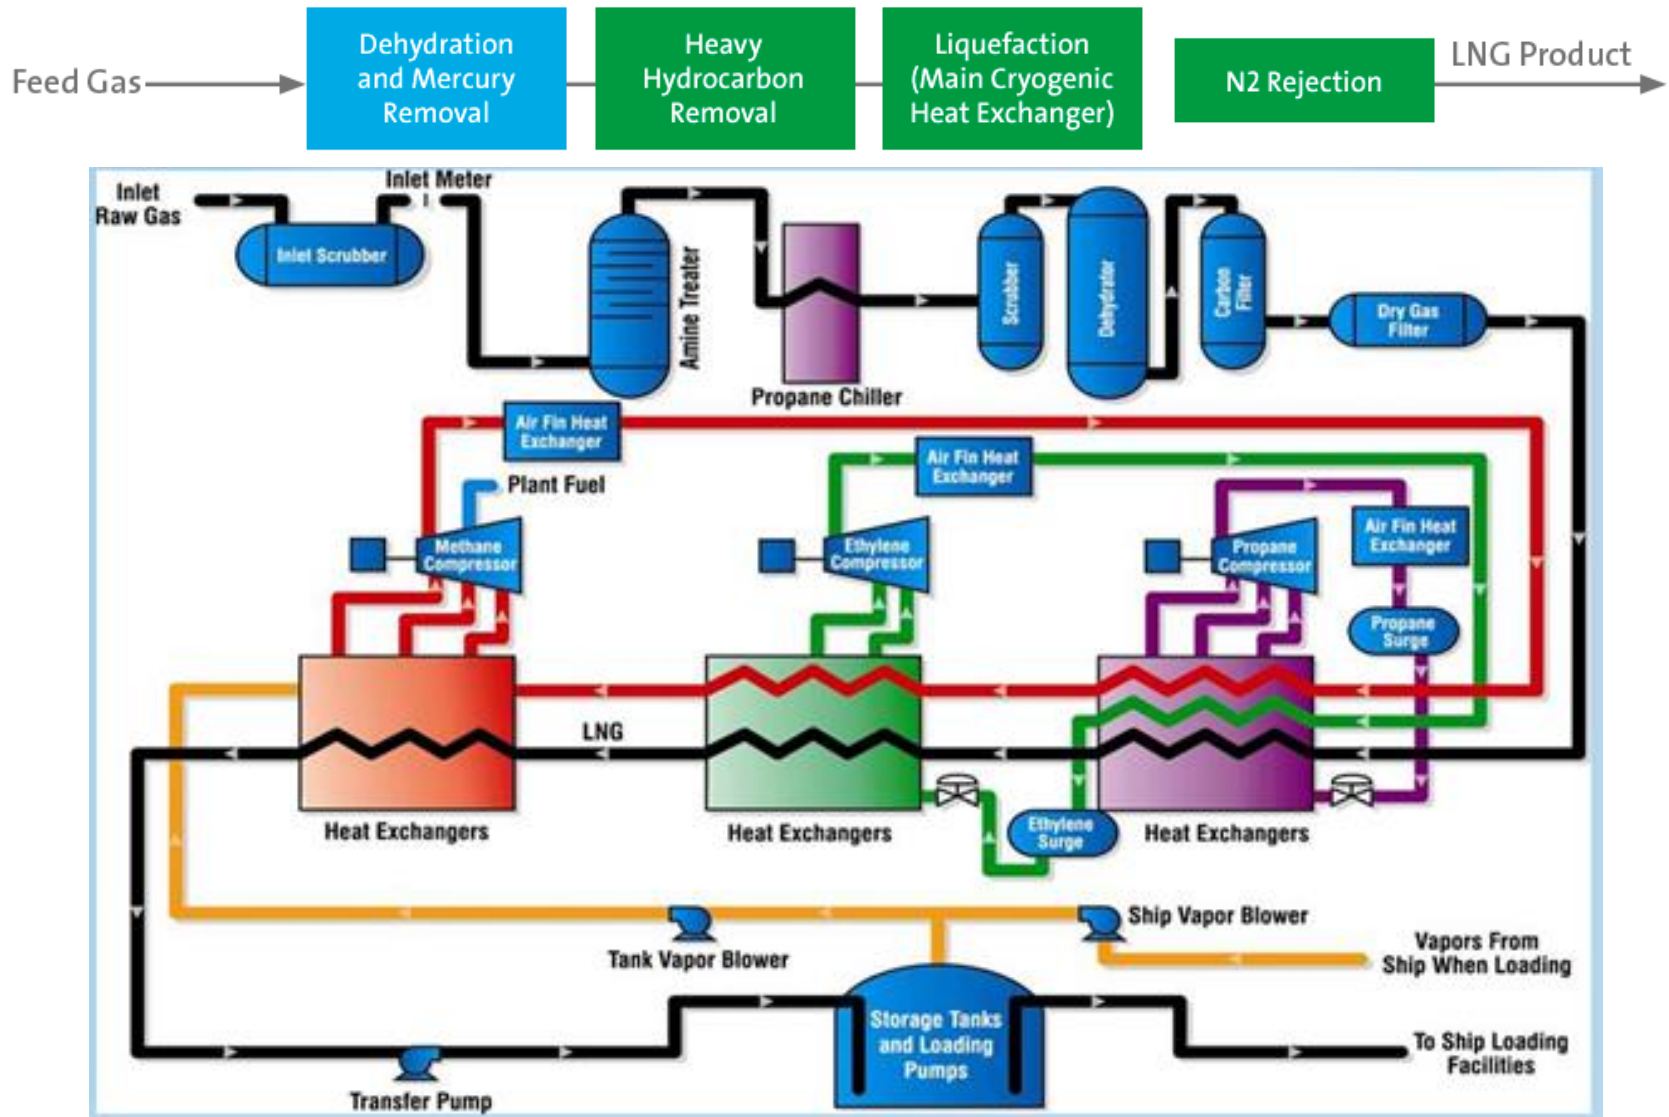 Feed Gas
Dehydration
and Mercury
Removal
Heavy
Hydrocarbon
Removal
Liquefaction
(Main Cryogenic
Heat Exchanger)
N2 Rejection
LNG Product
Inlet
Raw Gas
Inlet Meter
Inlet Scrubber
Amine Treater
Propane Chiller
Scrubber
Dehydrator
Carbon
Filter
Dry Gas
Filter
Air Fin Heat
Exchanger
Plant Fuel
Methane
Compressor
Air Fin Heat
Exchanger
Ethylene
Compressor
Propane
Compressor
Air Fin Heat
Exchanger
Propane
Surge
LNG
Heat Exchangers
Heat Exchangers
Ethylene
Surge
Heat Exchangers
Tank Vapor Blower
Ship Vapor Blower
Vapors From
Ship When Loading
Storage Tanks
and Loading
Pumps
To Ship Loading
Facilities
Transfer Pump